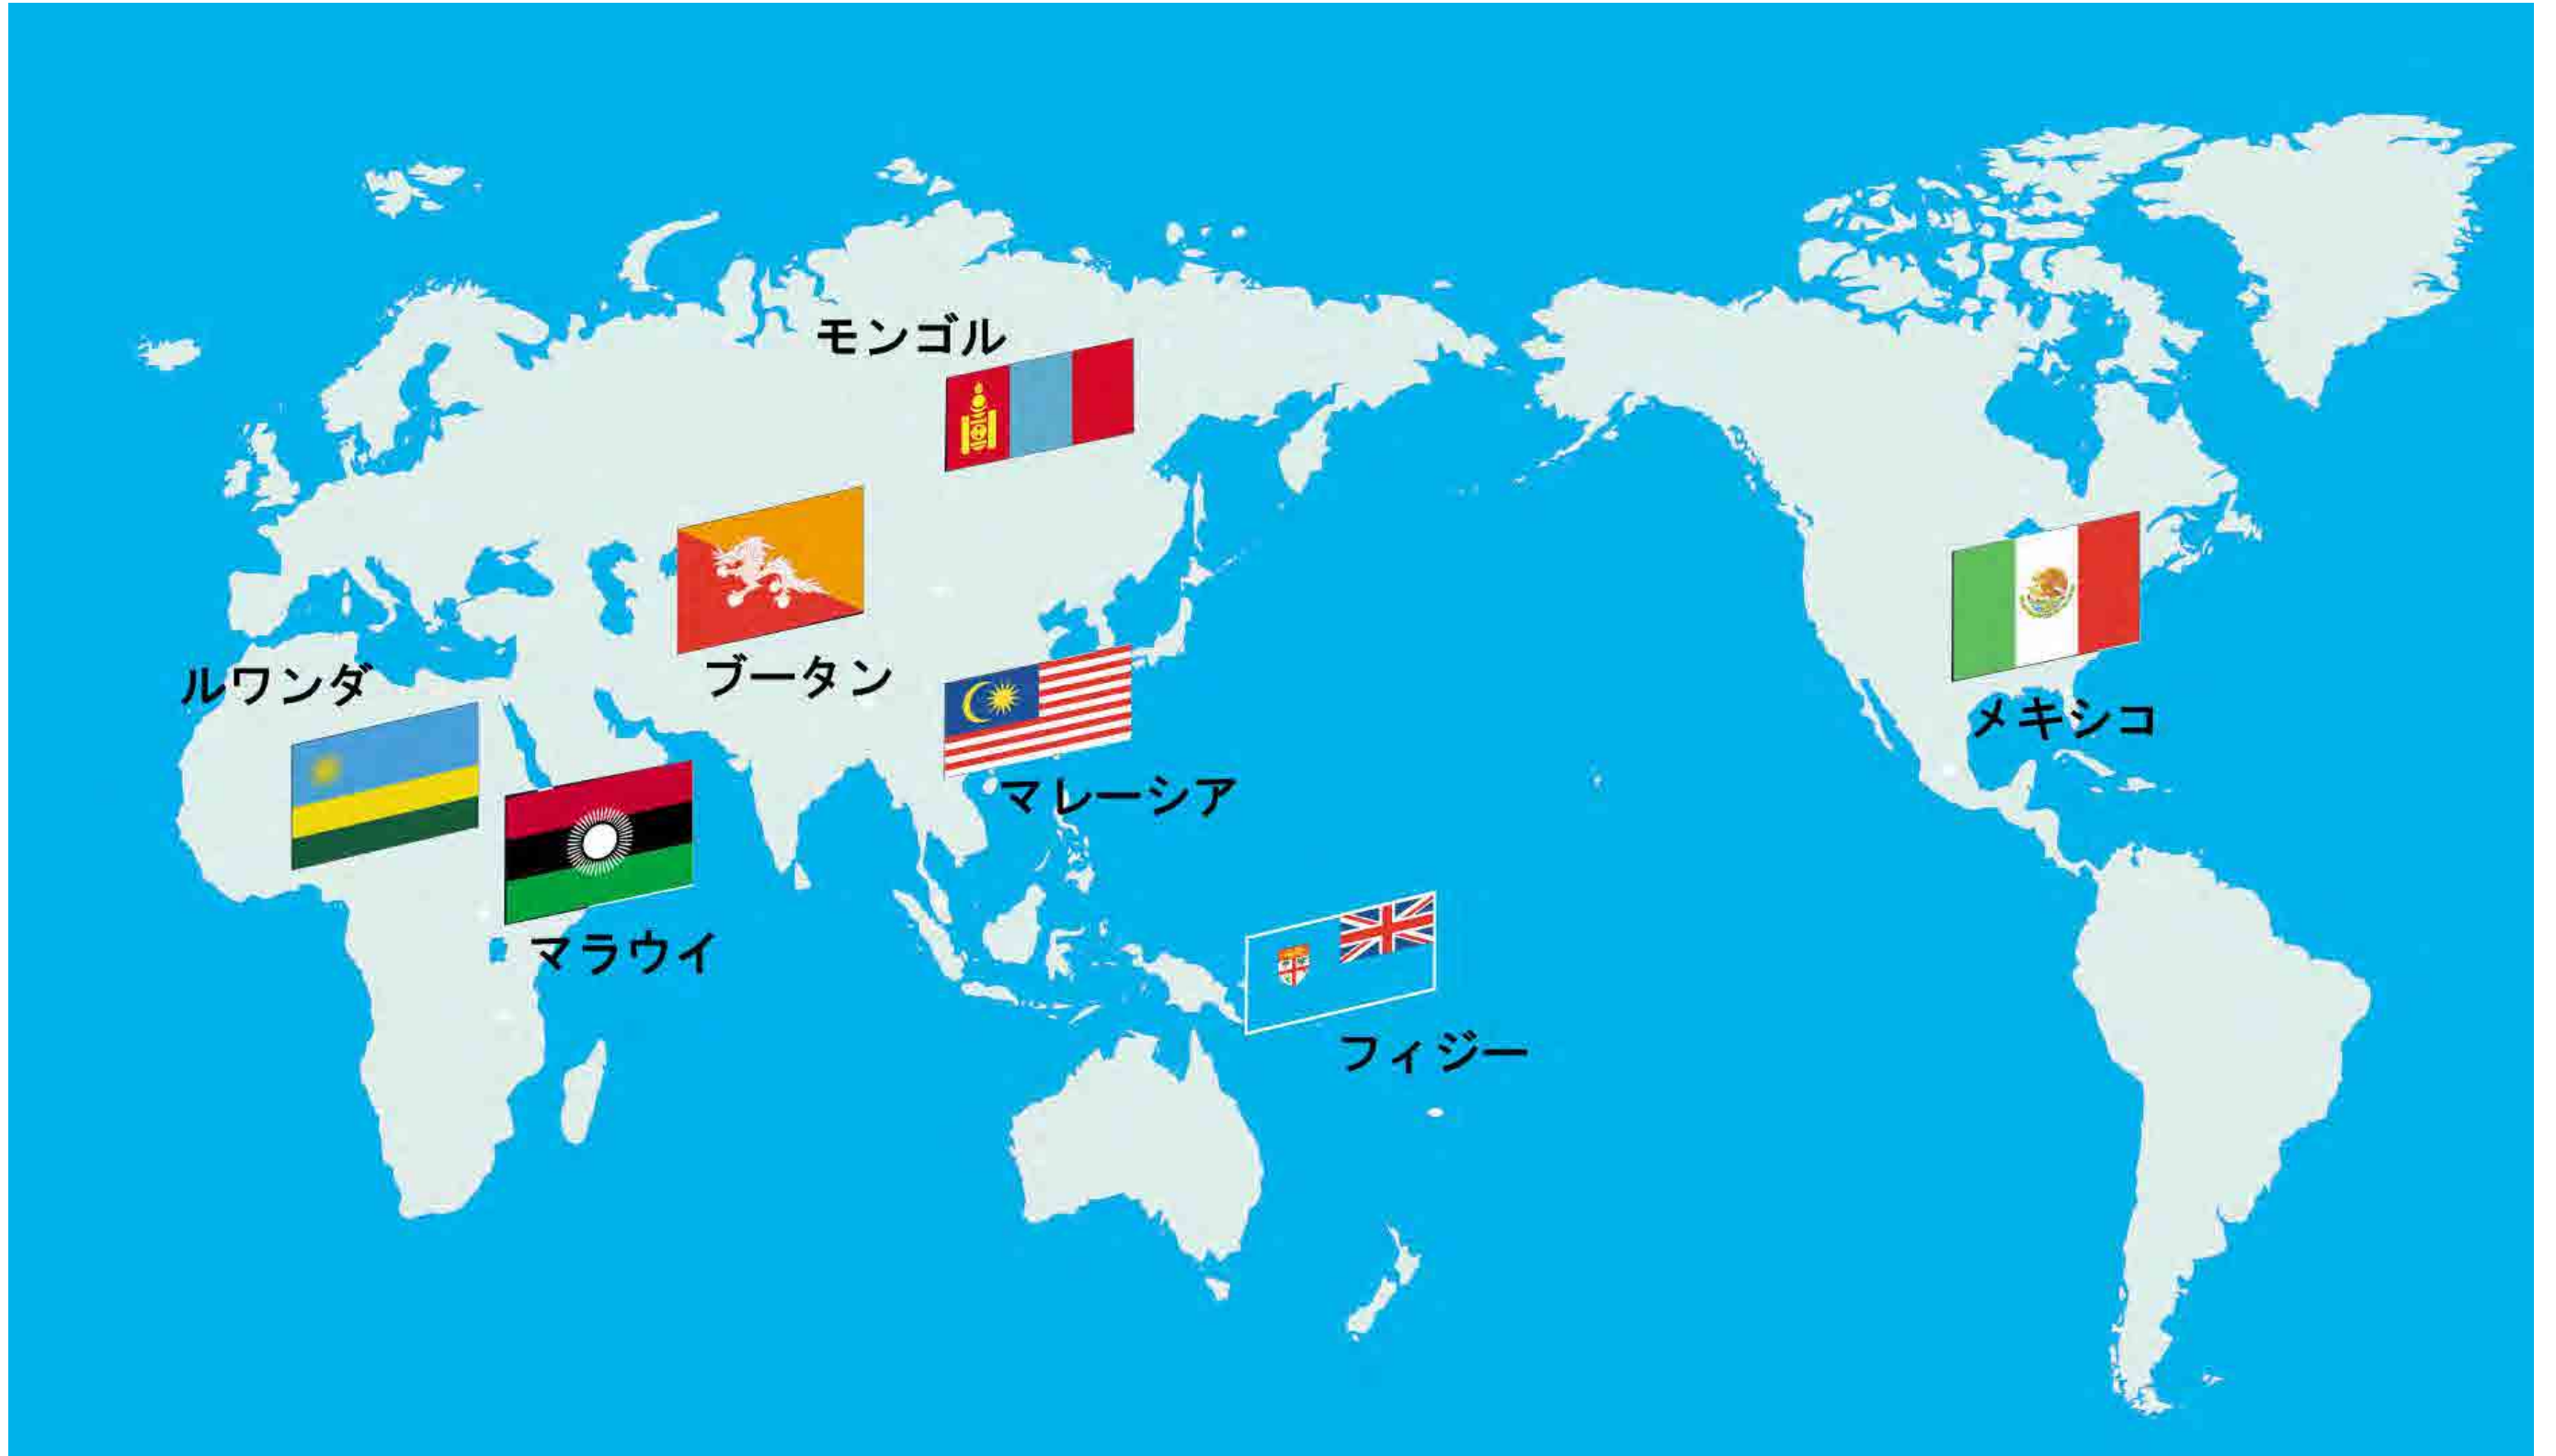 モンゴル
ルワンダ
ブータン
メキシコ
マレーシア
マラウイ
フィジー